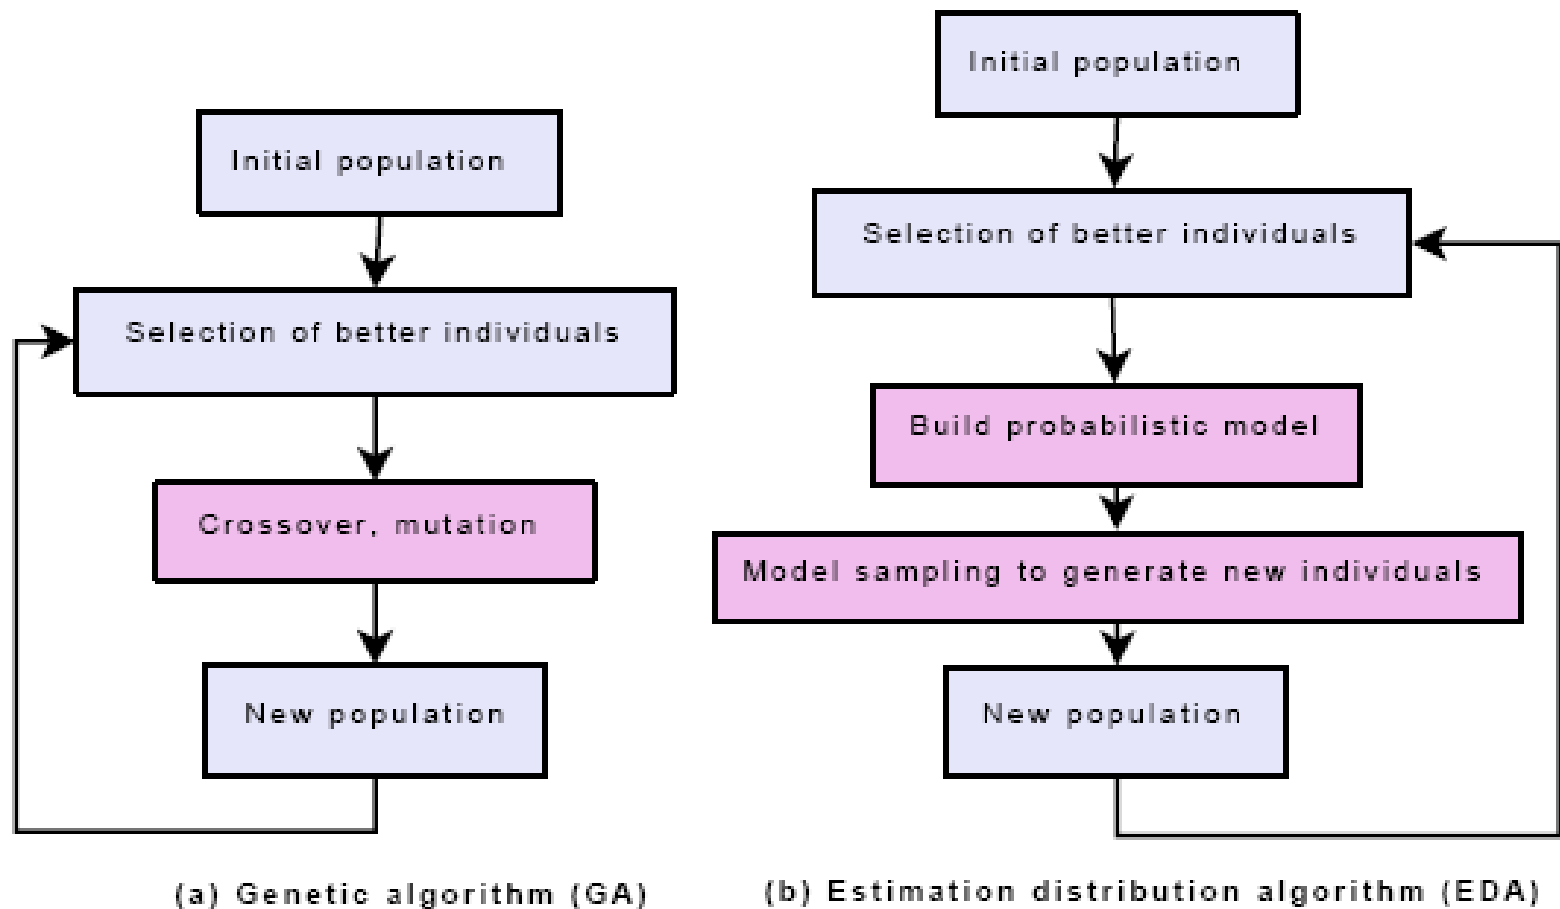 Initial population
Selection of better individuals
Crossover, mutation
New population
(a) Genetic algorithm (GA)
Initial population
Selection of better individuals
Build probabilistic model
Model sampling to generate new individuals
New population
(b) Estimation distribution algorithm (EDA)